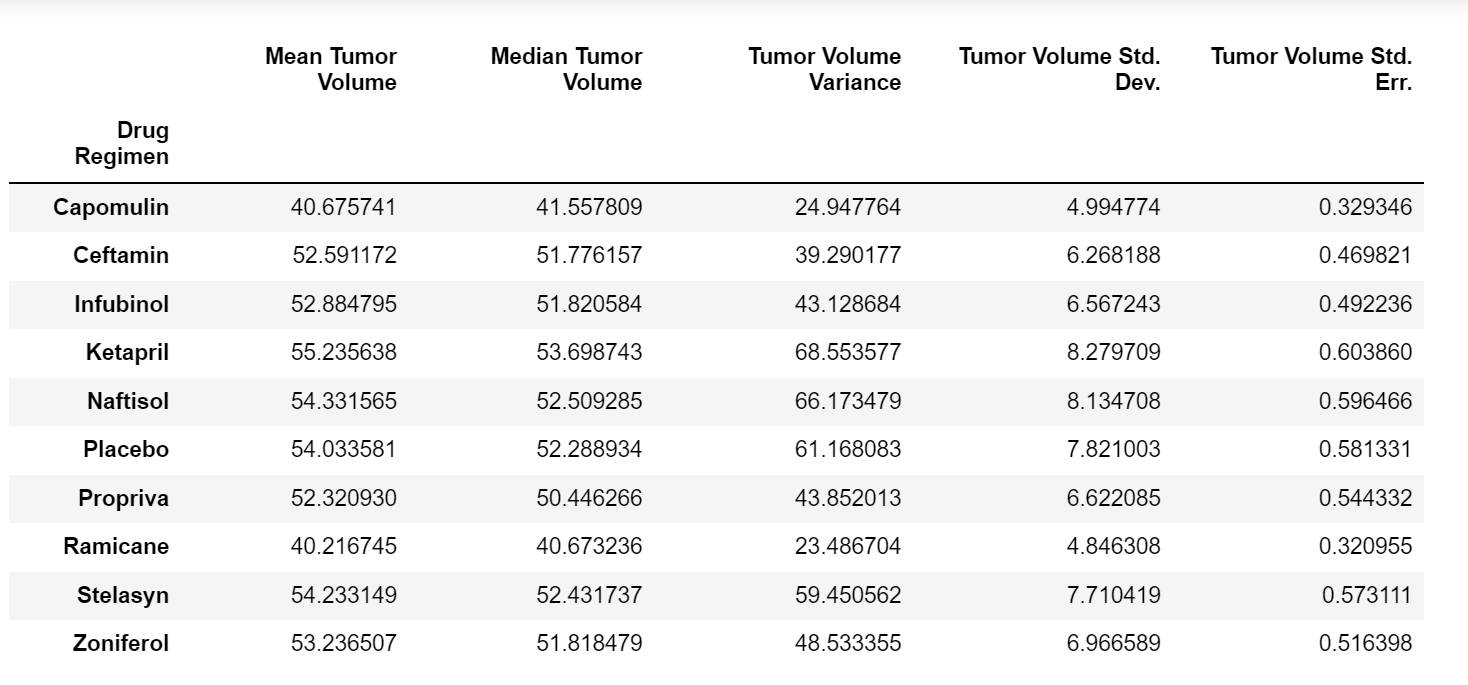 Mean Tumor Volume Median Tumor Volume Tumor Volume Variance Tumor Volume Std. Dev. Tumor Volume Std. Err.
Drug Regimen
Capomulin 40.675741 41.557809 24.947764 4.994774 0.329346
Ceftamin 52.591172 51.776157 39.290177 6.268188 0.469821
Infubinol 52.884795 51.820584 43.128684 6.567243 0.492236
Ketapril 55.235638 53.698743 68.553577 8.279709 0.603860
Naftisol 54.331565 52.509285 66.173479 8.134708 0.596466
Placebo 54.033581 52.288934 61.168083 7.821003 0.581331
Propriva 52.320930 50.446266 43.852013 6.622085 0.544332
Ramicane 40.216745 40.673236 23.486704 4.846308 0.320955
Stelasyn 54.233149 52.431737 59.450562 7.710419 0.573111
Zoniferol 53.236507 51.818479 48.533355 6.966589 0.516398